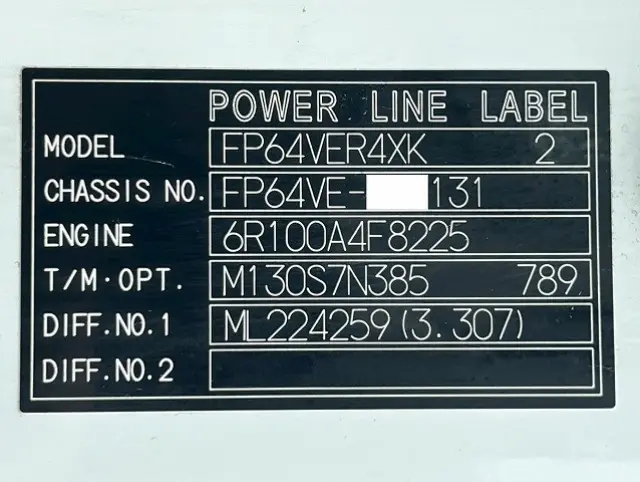 POWER LINE LABEL
MODEL FP64VER4XK 2
CHASSIS NO. FP64VE- 131
ENGINE 6R100A4F8225
T/M·OPT. M130S7N385 789
DIFF.NO.1 ML224259(3.307)
DIFF.NO.2